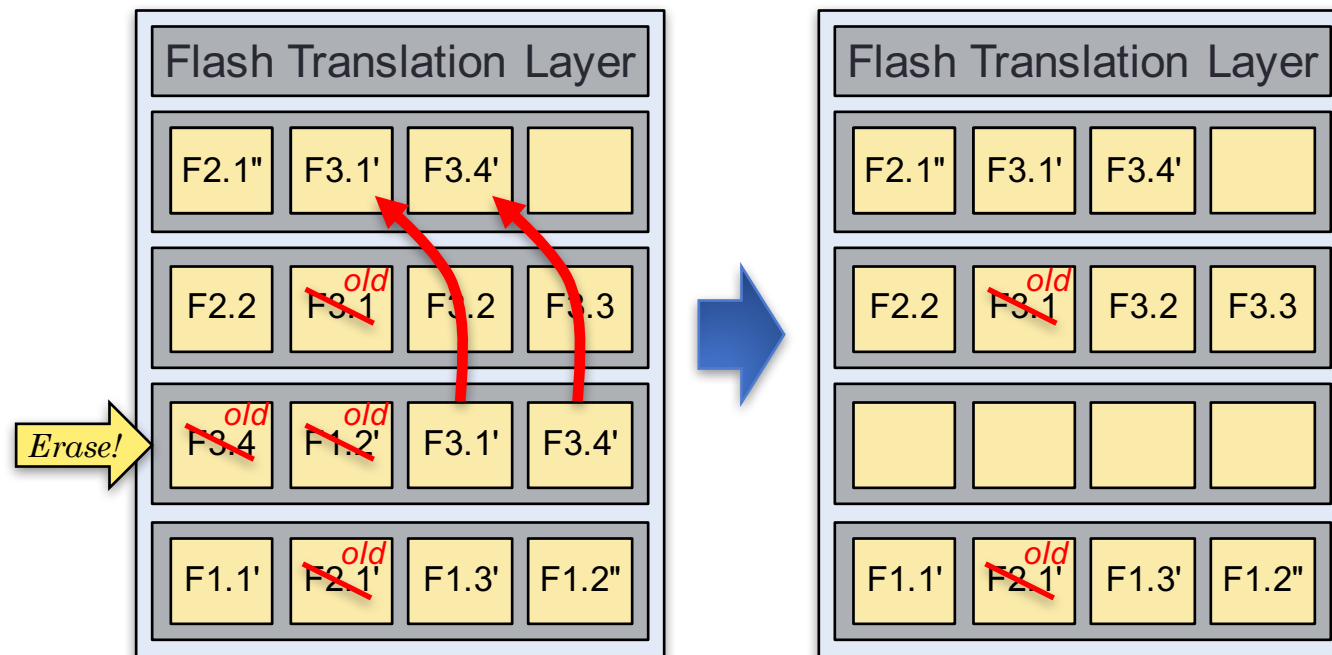 Flash Translation Layer
F2.1" F3.1' F3.4'
F2.2 F3.1 old F3.2 F3.3
Erase! F3.4 old F1.2' old F3.1' F3.4'
F1.1' F2.1' old F1.3' F1.2"
Flash Translation Layer
F2.1" F3.1' F3.4'
F2.2 F3.1 old F3.2 F3.3
F1.1' F2.1' old F1.3' F1.2"